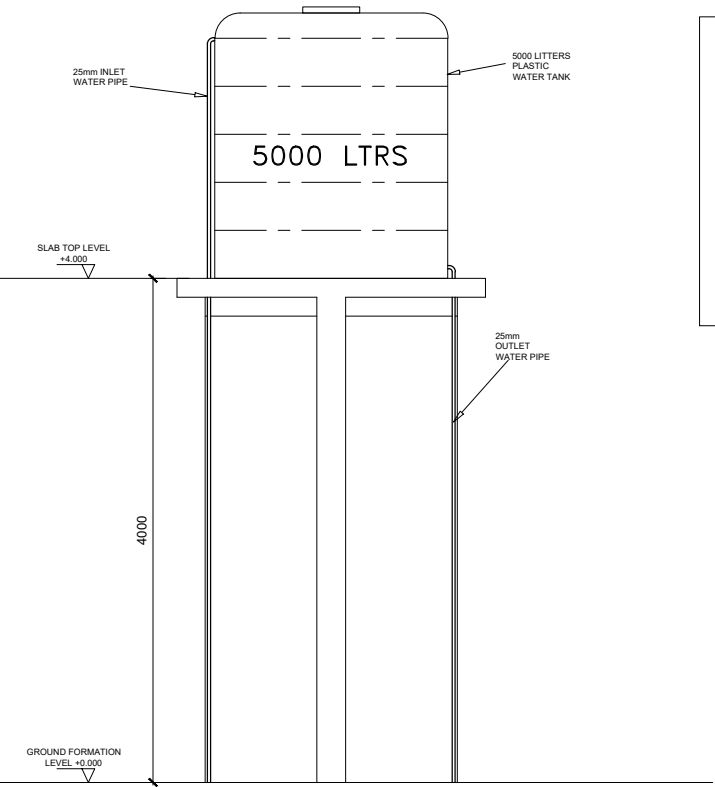 25mm INLET
WATER PIPE
5000 LITTERS
PLASTIC
WATER TANK
5000 LTRS
SLAB TOP LEVEL
+4.000
25mm
OUTLET
WATER PIPE
4000
GROUND FORMATION
LEVEL +0.000